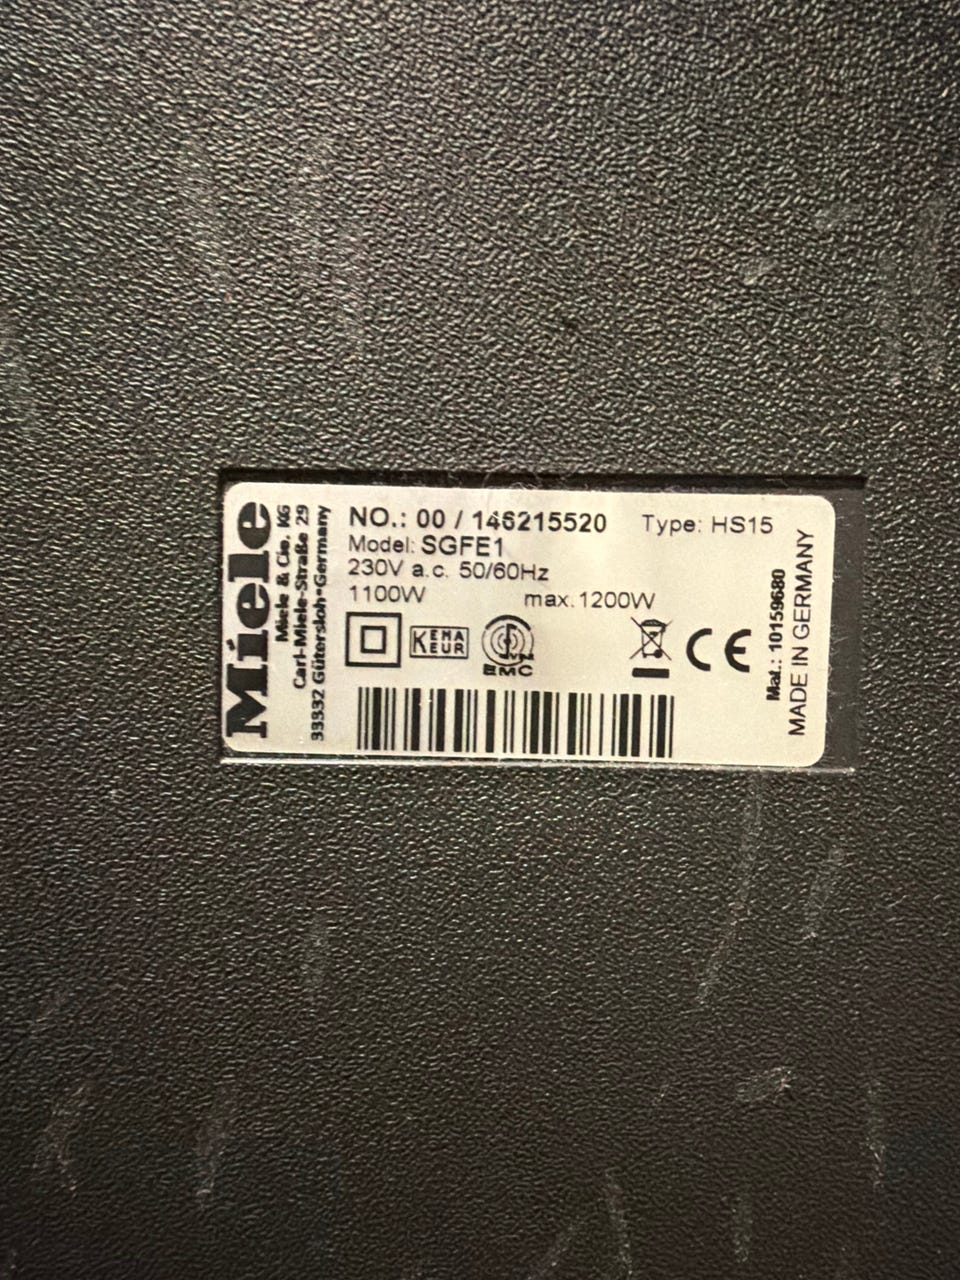 Miele
Miele & Cie. KG
Carl-Miele-Straße 29
33332 Gütersloh•Germany
NO.: 00 / 146215520
Type: HS15
Model: SGFE1
230V a.c. 50/60Hz
1100W
max.1200W
KEMA
EUR
EMC
CE
Mat.: 10159680
MADE IN GERMANY